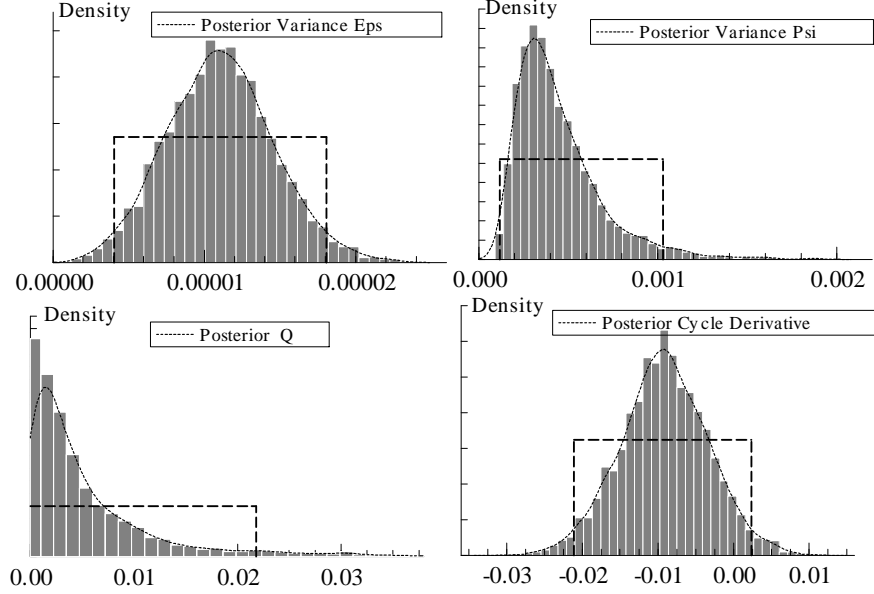 Density
Posterior Variance Eps
0.00000 0.00001 0.00002
Density
Posterior Variance Psi
0.000 0.001 0.002
Density
Posterior Q
0.00 0.01 0.02 0.03
Density
Posterior Cycle Derivative
-0.03 -0.02 -0.01 0.00 0.01